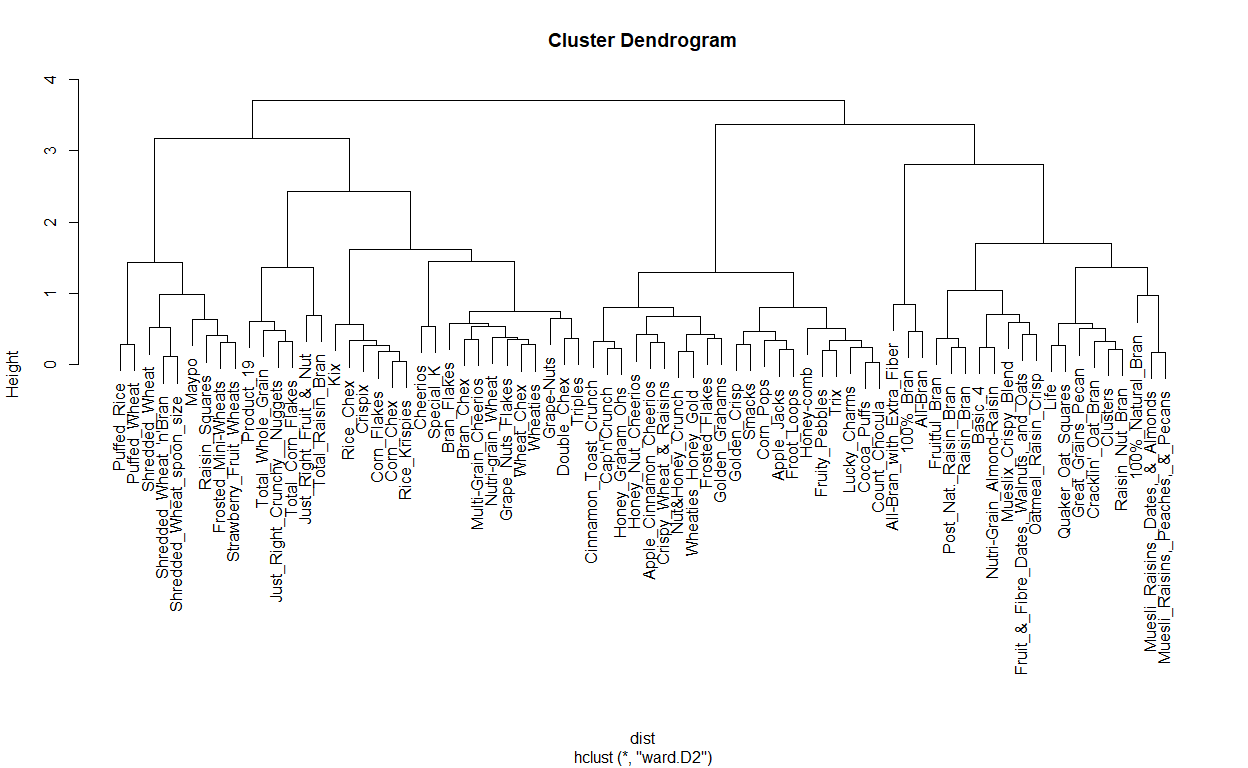 Cluster Dendrogram
Height
4
3
2
1
0
Puffed_Rice
Puffed_Wheat
Shredded_Wheat
Shredded_Wheat_'n'Bran
Shredded_Wheat_spoon_size
Maypo
Raisin_Squares
Frosted_Mini-Wheats
Strawberry_Fruit_Wheats
Product_19
Total_Whole_Grain
Just_Right_Crunchy__Nuggets
Total_Corn_Flakes
Just_Right_Fruit_&_Nut
Total_Raisin_Bran
Kix
Rice_Chex
Crispix
Corn_Flakes
Corn_Chex
Rice_Krispies
Cheerios
Special_K
Bran_Flakes
Bran_Chex
Multi-Grain_Cheerios
Nutri-grain_Wheat
Grape_Nuts_Flakes
Wheat_Chex
Wheaties
Grape-Nuts
Double_Chex
Triples
Cinnamon_Toast_Crunch
Cap'n'Crunch
Honey_Graham_Ohs
Honey_Nut_Cheerios
Apple_Cinnamon_Cheerios
Crispy_Wheat_&_Raisins
Nut&Honey_Crunch
Wheaties_Honey_Gold
Frosted_Flakes
Golden_Grahams
Golden_Crisp
Smacks
Corn_Pops
Apple_Jacks
Froot_Loops
Honey-comb
Fruity_Pebbles
Trix
Lucky_Charms
Cocoa_Puffs
Count_Chocula
All-Bran_with_Extra_Fiber
100%_Bran
All-Bran
Fruitful_Bran
Post_Nat._Raisin_Bran
Raisin_Bran
Basic_4
Nutri-Grain_Almond-Raisin
Mueslix_Crispy_Blend
Fruit_&_Fibre_Dates,_Walnuts,_and_Oats
Oatmeal_Raisin_Crisp
Life
Quaker_Oat_Squares
Great_Grains_Pecan
Cracklin'_Oat_Bran
Clusters
Raisin_Nut_Bran
100%_Natural_Bran
Muesli_Raisins,_Dates,_&_Almonds
Muesli_Raisins,_Peaches,_&_Pecans
dist
hclust (*, "ward.D2")